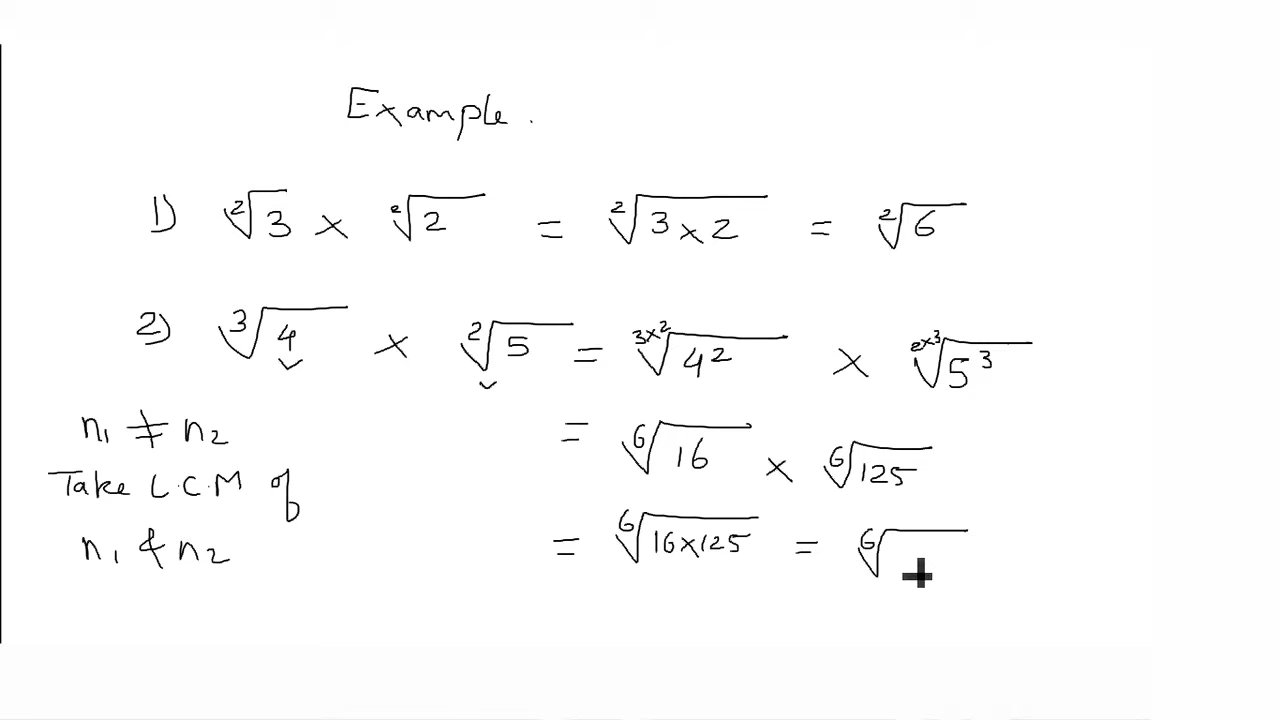 Example.
1) ²√3 × ²√2 = ²√3×2 = ²√6
2) ³√4 × ²√5 = ³ˣ²√4² × ²ˣ³√5³
n₁ ≠ n₂ = ⁶√16 × ⁶√125
Take L.C.M of
n₁ & n₂ = ⁶√16×125 = ⁶√